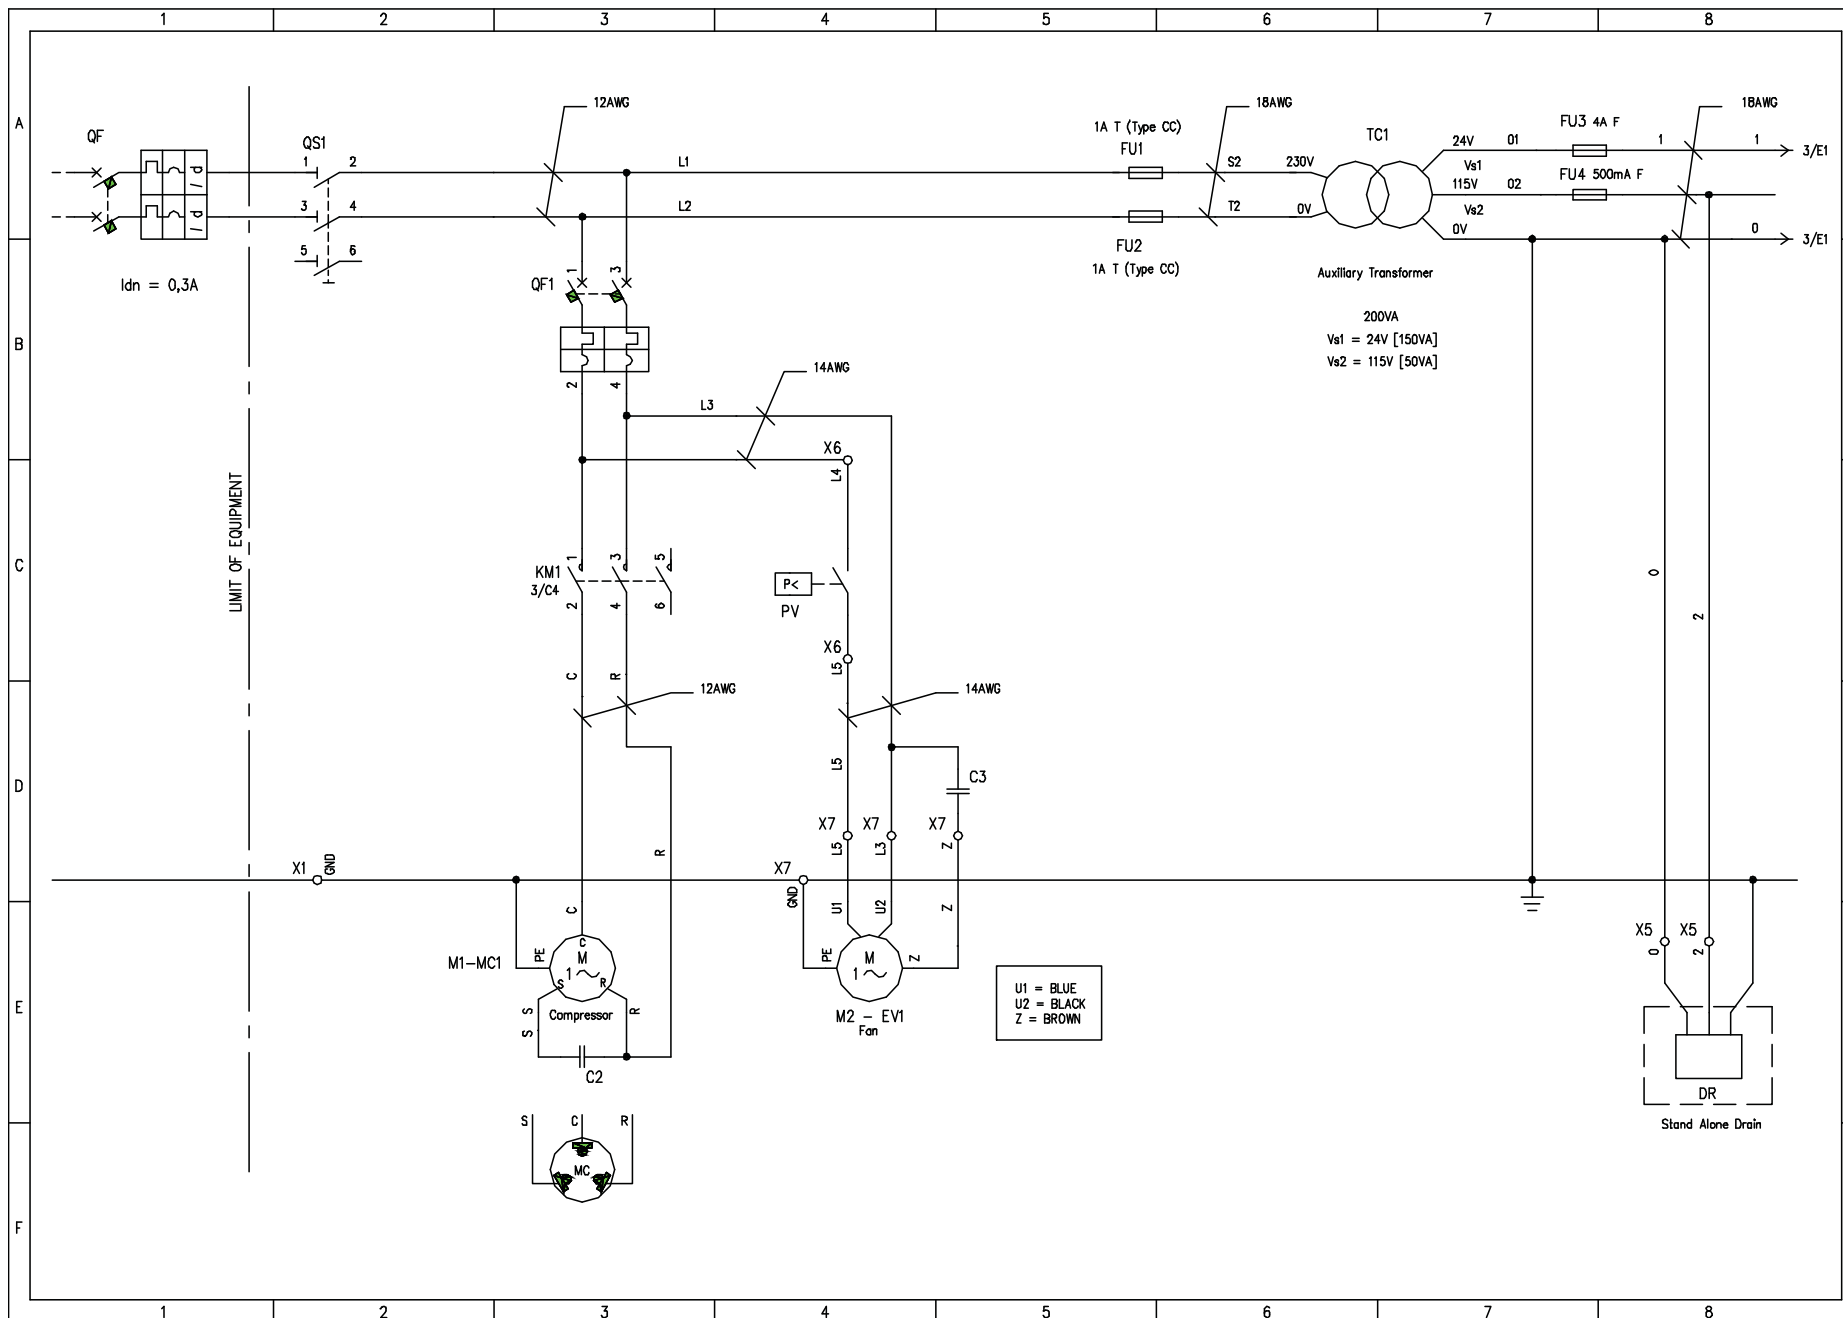 1 2 3 4 5 6 7 8
A
12AWG
18AWG
18AWG
QF
QS1
1A T (Type CC)
FU1
TC1
FU3 4A F
1 2
L1
S2 230V
24V 01
1 1
3/E1
Vs1
FU4 500mA F
115V 02
3 4
L2
T2 0V
Vs2
0V
0
3/E1
FU2
1A T (Type CC)
5 6
Idn = 0,3A
QF1
1 3
Auxiliary Transformer
B
200VA
Vs1 = 24V [150VA]
Vs2 = 115V [50VA]
2 4
14AWG
L3
X6
L4
LIMIT OF EQUIPMENT
C
KM1
3/C4
1 3 5
2 4 6
P<
PV
0
2
X6
L5
C R
12AWG
14AWG
D
L5
C3
X7 X7 X7
L5 L3 Z
R
X1
GND
X7
GND
C
U1 U2 Z
X5 X5
0 2
M1-MC1
PE
C
M
1
S R
PE
M
1
Z
E
S S
Compressor
R
M2 - EV1
Fan
U1 = BLUE
U2 = BLACK
Z = BROWN
C2
DR
Stand Alone Drain
S C R
MC
F
1 2 3 4 5 6 7 8